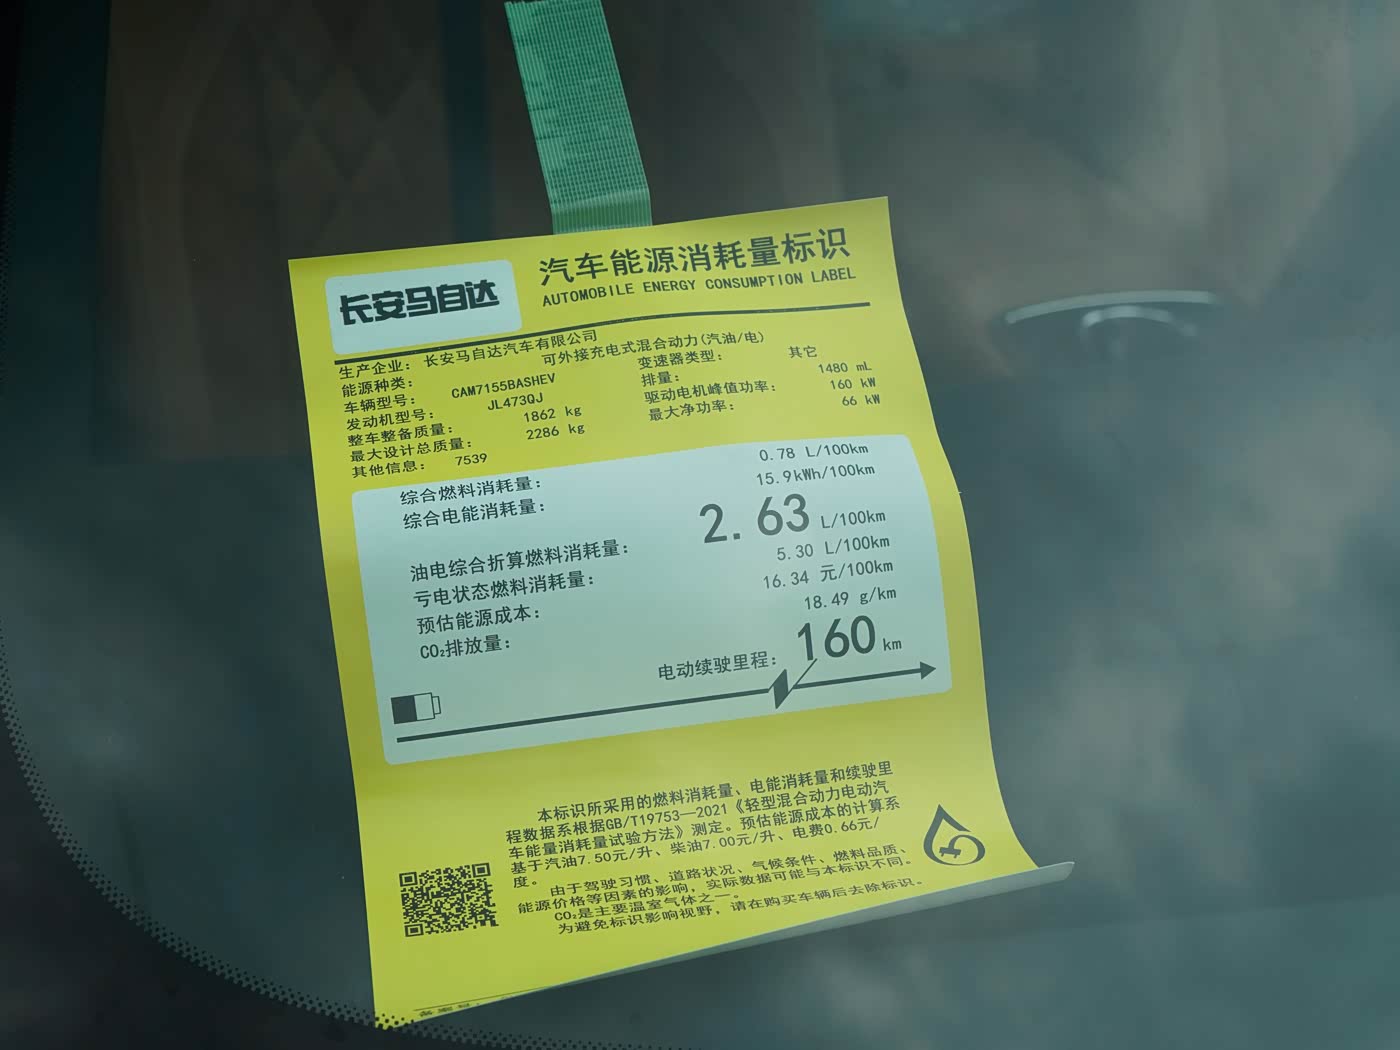 长安马自达
汽车能源消耗量标识
AUTOMOBILE ENERGY CONSUMPTION LABEL
生产企业： 长安马自达汽车有限公司
能源种类： 可外接充电式混合动力(汽油/电)
车辆型号： CAM7155BASHEV 变速器类型： 其它
发动机型号： JL473QJ 排量： 1480 mL
整车整备质量： 1862 kg 驱动电机峰值功率： 160 kW
最大设计总质量： 2286 kg 最大净功率： 66 kW
其他信息： 7539
综合燃料消耗量： 0.78 L/100km
综合电能消耗量： 15.9kWh/100km
油电综合折算燃料消耗量： 2.63 L/100km
亏电状态燃料消耗量： 5.30 L/100km
预估能源成本： 16.34 元/100km
CO₂排放量： 18.49 g/km
电动续驶里程： 160 km
本标识所采用的燃料消耗量、电能消耗量和续驶里
程数据系根据GB/T19753—2021《轻型混合动力电动汽
车能量消耗量试验方法》测定。预估能源成本的计算系
基于汽油7.50元/升、柴油7.00元/升、电费0.66元/
度。
由于驾驶习惯、道路状况、气候条件、燃料品质、
能源价格等因素的影响，实际数据可能与本标识不同。
CO₂是主要温室气体之一。
为避免标识影响视野，请在购买车辆后去除标识。
备案号：